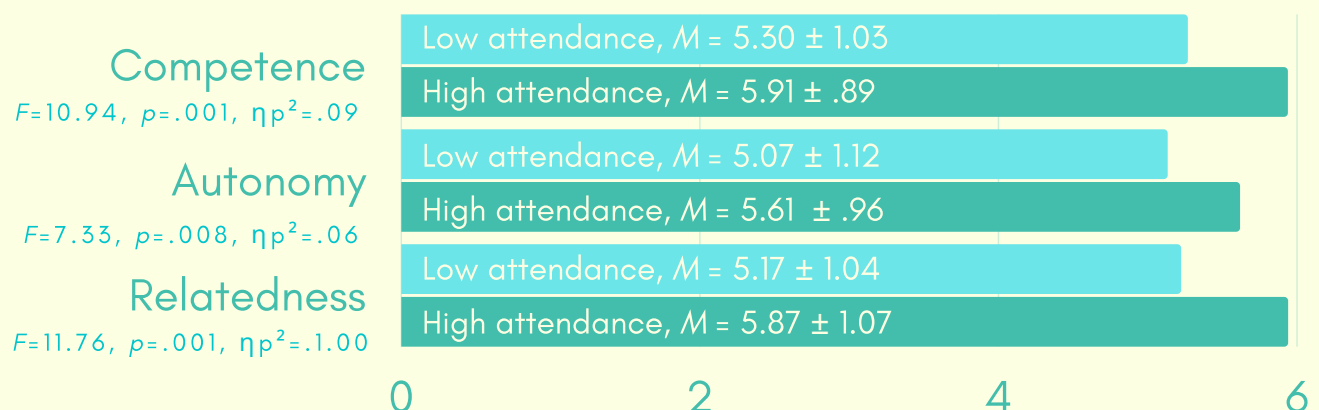 Competence
F=10.94, p=.001, ηp²=.09
Low attendance, M = 5.30 ± 1.03
High attendance, M = 5.91 ± .89
Autonomy
F=7.33, p=.008, ηp²=.06
Low attendance, M = 5.07 ± 1.12
High attendance, M = 5.61 ± .96
Relatedness
F=11.76, p=.001, ηp²=.1.00
Low attendance, M = 5.17 ± 1.04
High attendance, M = 5.87 ± 1.07
0 2 4 6